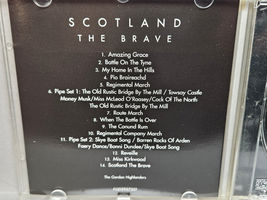 SCOTLAND
THE BRAVE
1. Amazing Grace
2. Battle On The Tyne
3. My Home In The Hills
4. Pio Broireachd
5. Regimental March
6. Pipe Set 1: The Old Rustic Bridge By The Mill / Towsay Castle
Money Musk/Miss McLeod O'Raasey/Cock Of The North
The Old Rustic Bridge By The Mill
7. Route March
8. When The Battle Is Over
9. The Conund Rum
10. Regimental Company March
11. Pipe Set 2: Skye Boat Song / Barren Rocks Of Arden
Faery Dance/Bonni Dundee/Skye Boat Song
12. Reveille
13. Miss Kirkwood
14. Scotland The Brave
The Gordon Highlanders